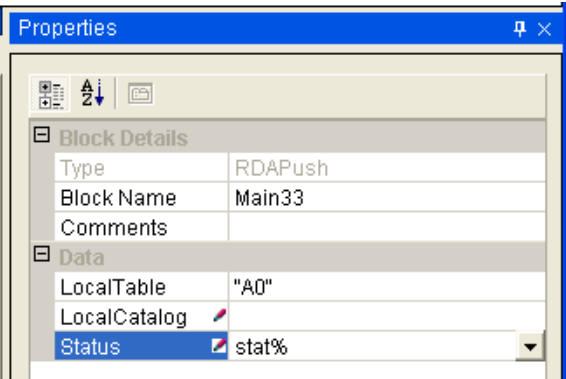 Properties
Block Details
Type RDAPush
Block Name Main33
Comments
Data
LocalTable "A0"
LocalCatalog
Status stat%